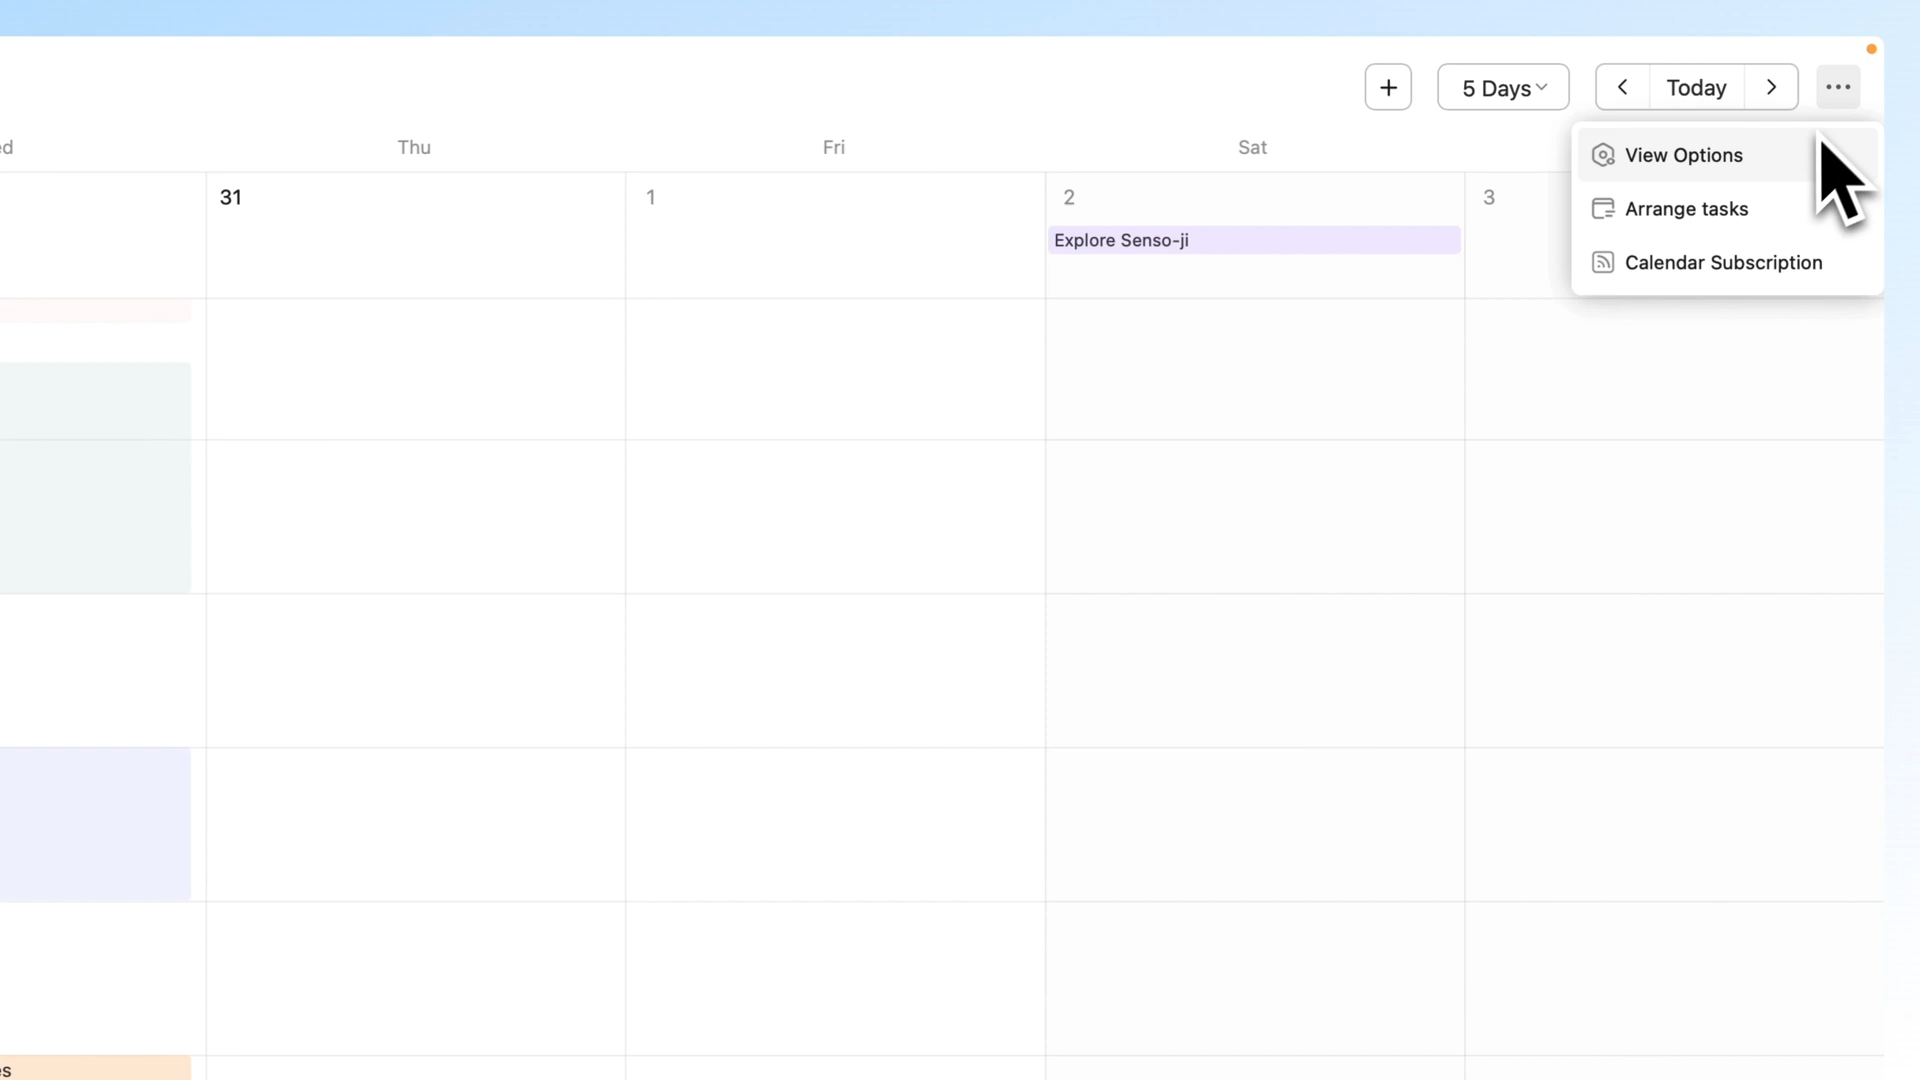 5 Days
Today
Thu
Fri
Sat
View Options
Arrange tasks
Calendar Subscription
31
1
2
3
Explore Senso-ji